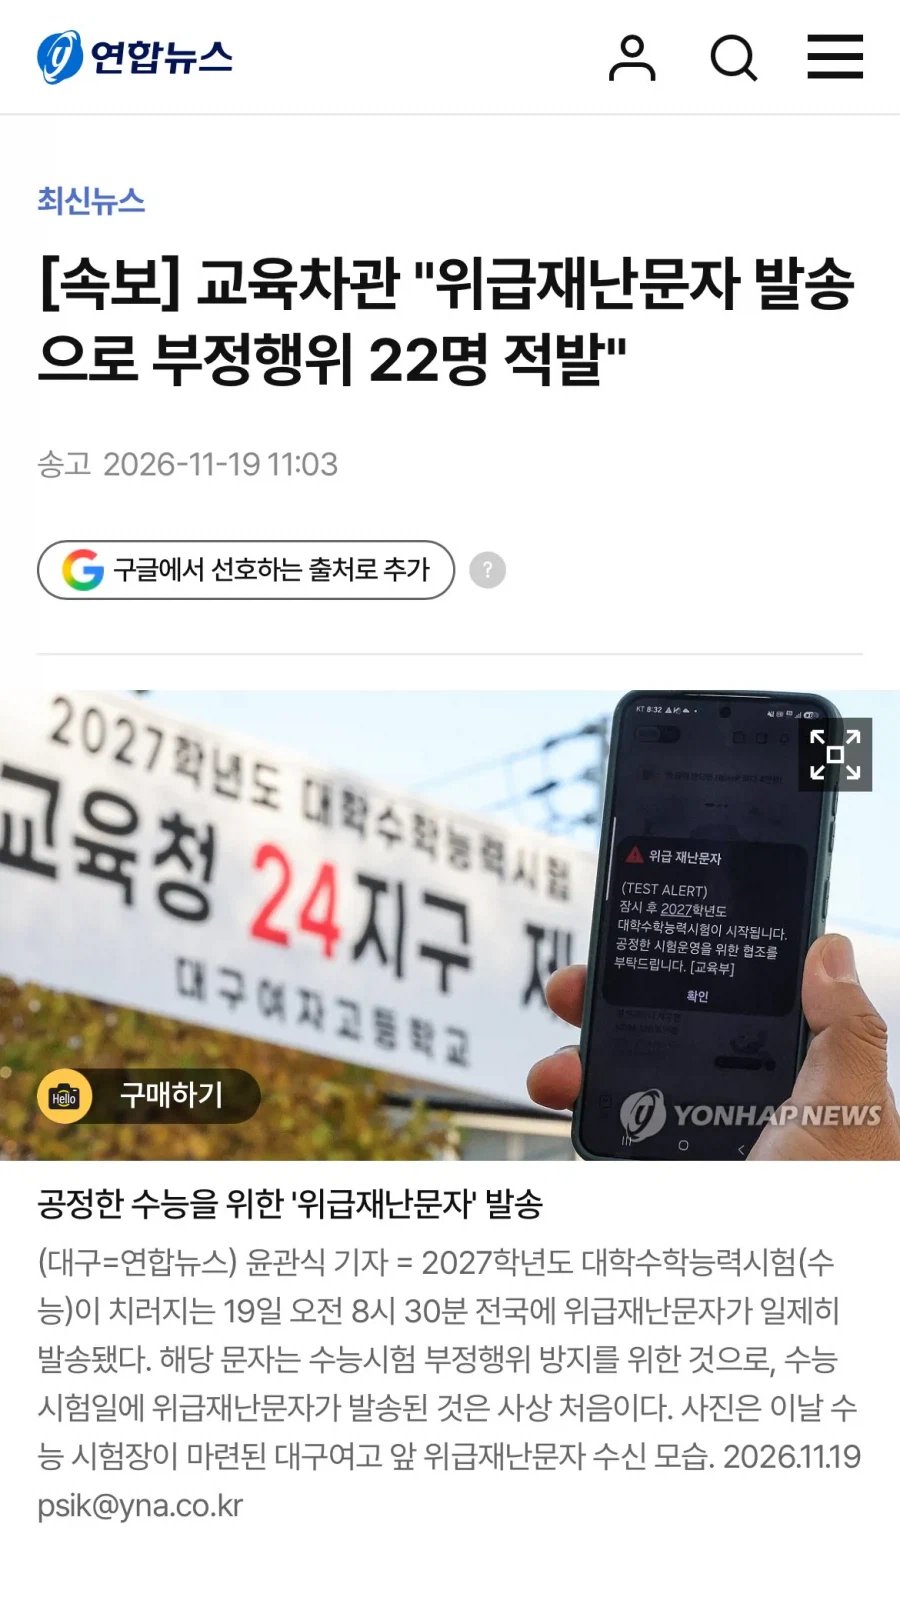 연합뉴스
최신뉴스
[속보] 교육차관 "위급재난문자 발송
으로 부정행위 22명 적발"
송고 2026-11-19 11:03
구글에서 선호하는 출처로 추가
?
2027학년도 대학수학능력시험
교육청 24지구 제
대구여자고등학교
KT 8:32
위급 재난문자
(TEST ALERT)
잠시 후 2027학년도
대학수학능력시험이 시작됩니다.
공정한 시험운영을 위한 협조를
부탁드립니다. [교육부]
확인
Hello
구매하기
YONHAP NEWS
공정한 수능을 위한 '위급재난문자' 발송
(대구=연합뉴스) 윤관식 기자 = 2027학년도 대학수학능력시험(수
능)이 치러지는 19일 오전 8시 30분 전국에 위급재난문자가 일제히
발송됐다. 해당 문자는 수능시험 부정행위 방지를 위한 것으로, 수능
시험일에 위급재난문자가 발송된 것은 사상 처음이다. 사진은 이날 수
능 시험장이 마련된 대구여고 앞 위급재난문자 수신 모습. 2026.11.19
psik@yna.co.kr